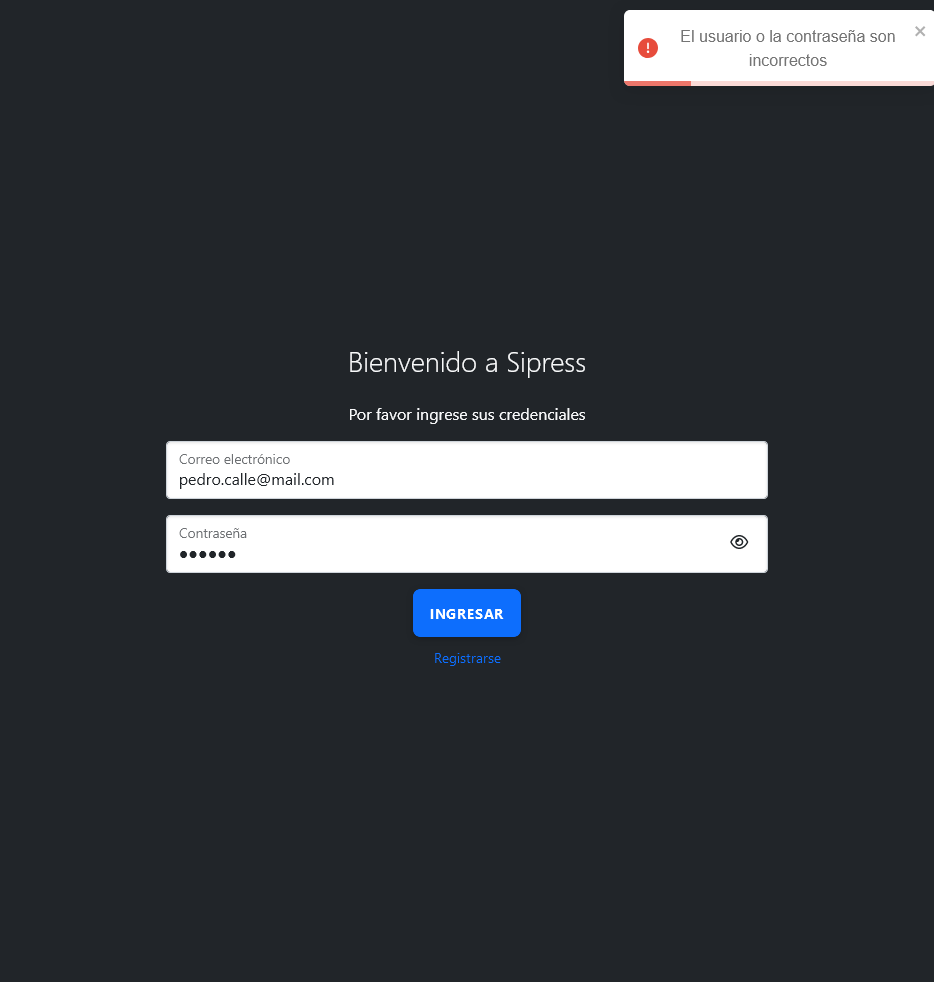 El usuario o la contraseña son
incorrectos
Bienvenido a Sipress
Por favor ingrese sus credenciales
Correo electrónico
pedro.calle@mail.com
Contraseña
●●●●●●
INGRESAR
Registrarse